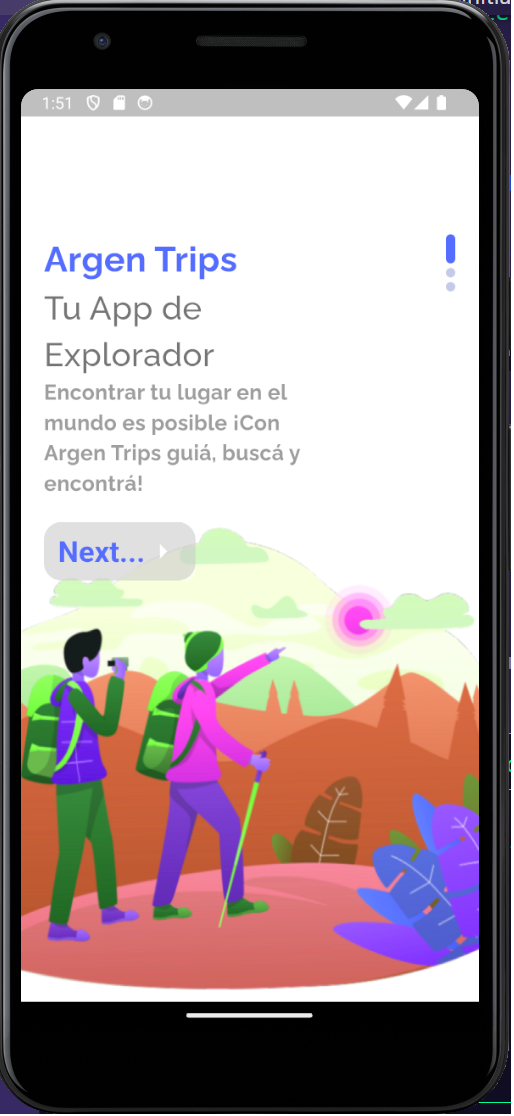 1:51
Argen Trips
Tu App de
Explorador
Encontrar tu lugar en el
mundo es posible ¡Con
Argen Trips guiá, buscá y
encontrá!
Next...